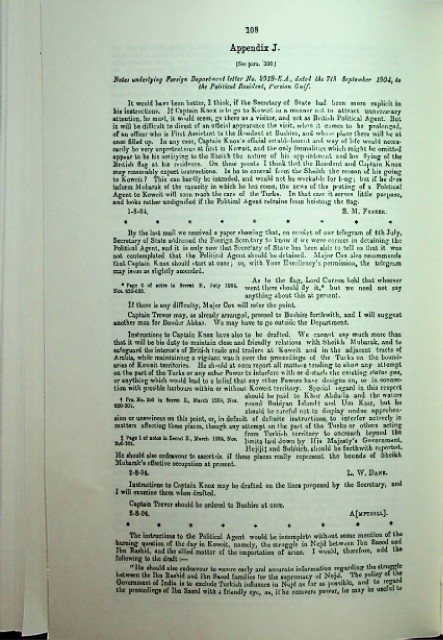 108
Appendix J.
[See para. 360.]
Notes underlying Foreign Department letter No. 2928-E.A., dated the 7th September 1904, to
the Political Resident, Persian Gulf.
It would have been better, I think, if the Secretary of State had been more explicit in
his instructions. If Captain Knox is to go to Koweit in a manner not to attract unnecessary
attention, he must, it would seem, go there as a visitor, and not as British Political Agent. But
it will be difficult to divest of an official appearance the visit, when it comes to be prolonged,
of an officer who is First Assistant to the Resident at Bushire, and whose place there will be at
once filled up. In any case, Captain Knox's official establishment and way of life would neces-
sarily be very unpretentious at first in Koweit, and the only formalities which might be omitted
appear to be his notifying to the Sheikh the nature of his appointment and his flying of the
British flag at his residence. On these points I think that the Resident and Captain Knox
may reasonably expect instructions. Is he to conceal from the Sheikh the reason of his going
to Koweit? This can hardly be intended, and would not be workable for long; but if he does
inform Mubarak of the capacity in which he has come, the news of the posting of a Political
Agent to Koweit will soon reach the ears of the Turks. In that case it serves little purpose,
and looks rather undignified if the Political Agent refrains from hoisting the flag.
1-8-04. S. M. Fraser.
* * * * * * * *
By the last mail we received a paper showing that, on receipt of our telegram of 4th July,
Secretary of State addressed the Foreign Secretary to know if we were correct in detaining the
Political Agent, and it is only now that Secretary of State has been able to tell us that it was
not contemplated that the Political Agent should be detained. Major Cox also recommends
that Captain Knox should start at once; so, with Your Excellency's permission, the telegram
may issue as slightly amended.
As to the flag, Lord Curzon held that whoever
went there should fly it,* but we need not say
anything about this at present.
* Page 2 of notes in Secret E., July 1904,
Nos.
If there is any difficulty, Major Cox will refer the point.
Captain Trevor may, as already arranged, proceed to Bushire forthwith, and I will suggest
another man for Bunder Abbas. We may have to go outside the Department.
Instructions to Captain Knox have also to be drafted. We cannot say much more than
that it will be his duty to maintain close and friendly relations with Sheikh Mubarak, and to
safeguard the interests of British trade and traders at Koweit and in the adjacent tracts of
Arabia, while maintaining a vigilant watch over the proceedings of the Turks on the bound-
aries of Koweit territories. He should at once report all matters tending to show any attempt
on the part of the Turks or any other Power to interfere with or disturb the existing status quo,
or anything which would lead to a belief that any other Powers have designs on, or in connec-
tion with possible harbours within or without Koweit territory. Special regard in this respect
should be paid to Khor Abdulla and the waters
round Bubiyan Island† and Um Kasr, but he
should be careful not to display undue apprehen-
† Pro. No. in Secret E., March 1904, Nos.
sion or uneasiness on this point, or, in default of definite instructions, to interfere actively in
matters affecting these places, though any attempt on the part of the Turks or others acting
from Turkish territory to encroach beyond the
limits laid down by His Majesty's Government,
Hejijij‡ and Subbieh, should be forthwith reported.
‡ Page 1 of notes in Secret E., March 1904, Nos.
He should also endeavour to ascertain if these places really represent the bounds of Sheikh
Mubarak's effective occupation at present.
2-8-04. L. W. Dane.
Instructions to Captain Knox may be drafted on the lines proposed by the Secretary, and
I will examine them when drafted.
Captain Trevor should be ordered to Bushire at once.
2-8-04. A[mpthill].
* * * * * * * *
The instructions to the Political Agent would be incomplete without some mention of the
burning question of the day in Koweit, namely, the struggle in Nejd between Ibn Saood and
Ibn Rashid, and the allied matter of the importation of arms. I would, therefore, add the
following to the draft:—
"He should also endeavour to secure early and accurate information regarding the struggle
between the Ibn Rashid and Ibn Saood families for the supremacy of Nejd. The policy of the
Government of India is to exclude Turkish influence in Nejd as far as possible, and to regard
the proceedings of Ibn Saood with a friendly eye, as, if he recovers power, he may be useful to